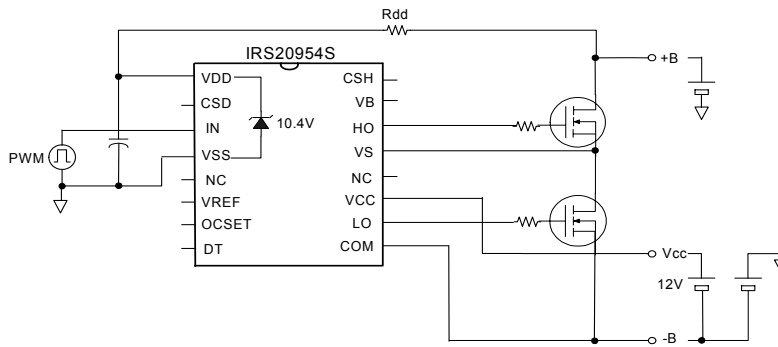 Rdd
IRS20954S
+B
VDD
CSH
CSD
VB
10.4V
IN
HO
PWM
VSS
VS
NC
NC
VREF
VCC
OCSET
LO
DT
COM
Vcc
12V
-B